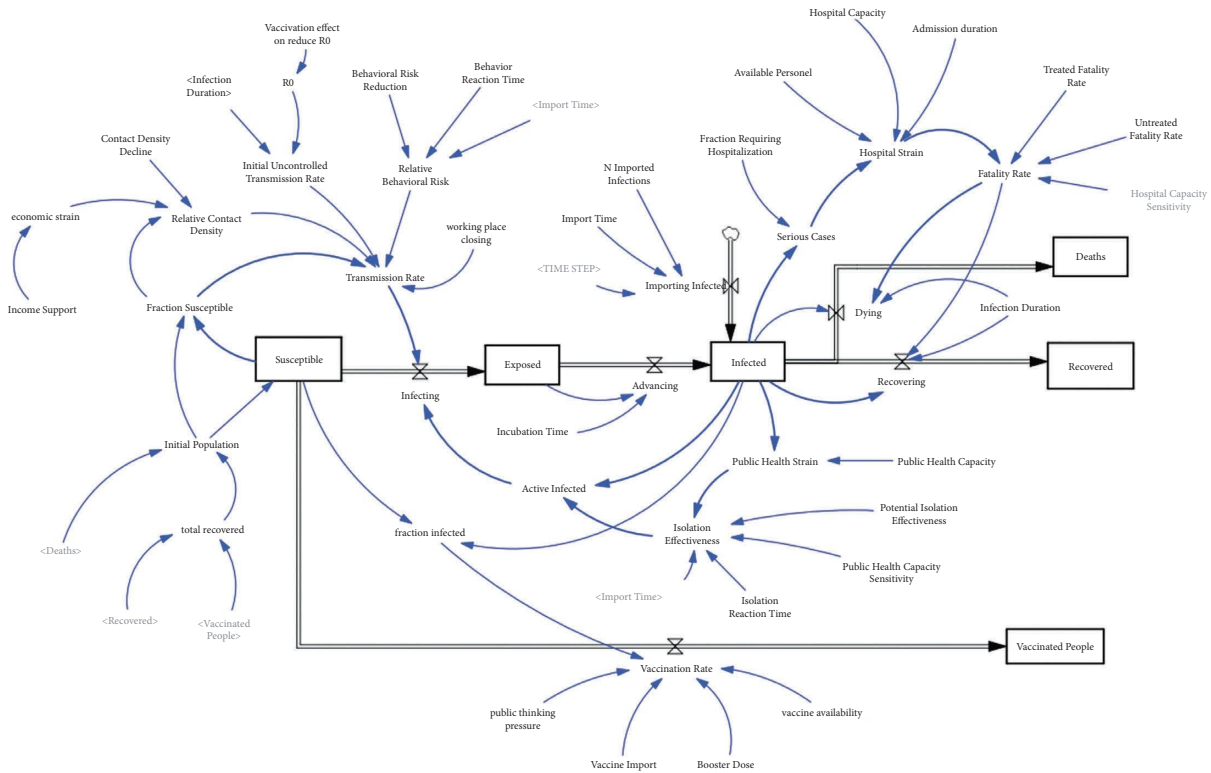 Hospital Capacity
Vaccivation effect
on reduce R0
Admission duration
Behavioral Risk
Reduction
Behavior
Reaction Time
Available Personel
Treated Fatality
Rate
<Infection
Duration>
R0
<Import Time>
Untreated
Fatality Rate
Contact Density
Decline
Fraction Requiring
Hospitalization
Hospital Strain
Initial Uncontrolled
Transmission Rate
Relative
Behavioral Risk
N Imported
Infections
Fatality Rate
Hospital Capacity
Sensitivity
economic strain
Relative Contact
Density
Import Time
working place
closing
Serious Cases
Deaths
Transmission Rate
<TIME STEP>
Importing Infected
Income Support
Fraction Susceptible
Dying
Infection Duration
Susceptible
Exposed
Infected
Recovered
Advancing
Recovering
Infecting
Incubation Time
Initial Population
Public Health Strain
Public Health Capacity
Active Infected
Potential Isolation
Effectiveness
total recovered
fraction infected
Isolation
Effectiveness
<Deaths>
Public Health Capacity
Sensitivity
<Import Time>
Isolation
Reaction Time
<Recovered>
<Vaccinated
People>
Vaccinated People
Vaccination Rate
public thinking
pressure
vaccine availability
Vaccine Import
Booster Dose